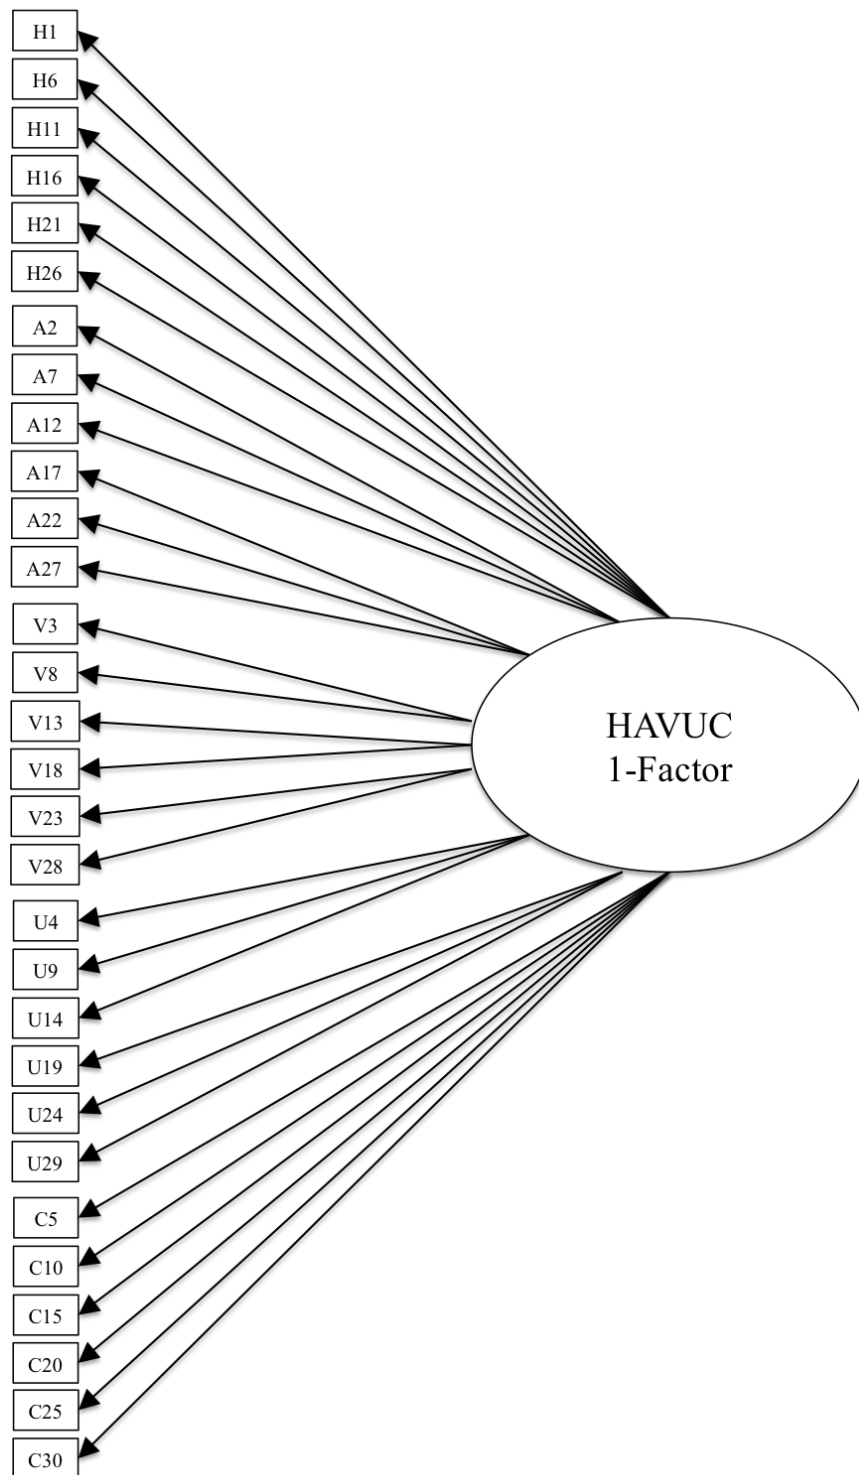 H1
H6
H11
H16
H21
H26
A2
A7
A12
A17
A22
A27
V3
V8
V13
V18
V23
V28
U4
U9
U14
U19
U24
U29
C5
C10
C15
C20
C25
C30
HAVUC
1-Factor